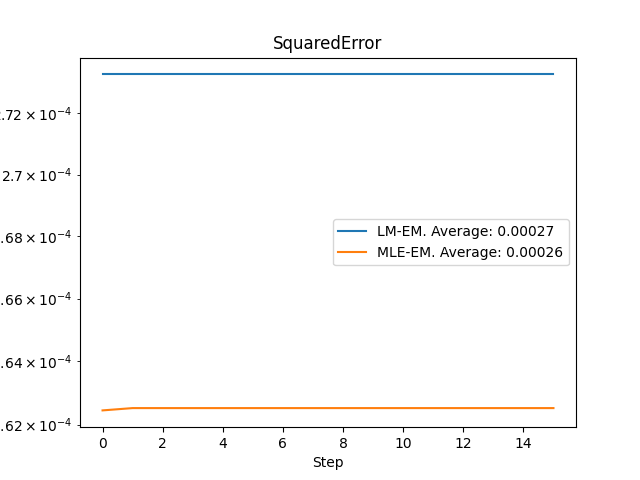 SquaredError
.72 × 10⁻⁴
2.7 × 10⁻⁴
.68 × 10⁻⁴
.66 × 10⁻⁴
.64 × 10⁻⁴
.62 × 10⁻⁴
LM-EM. Average: 0.00027
MLE-EM. Average: 0.00026
0 2 4 6 8 10 12 14
Step